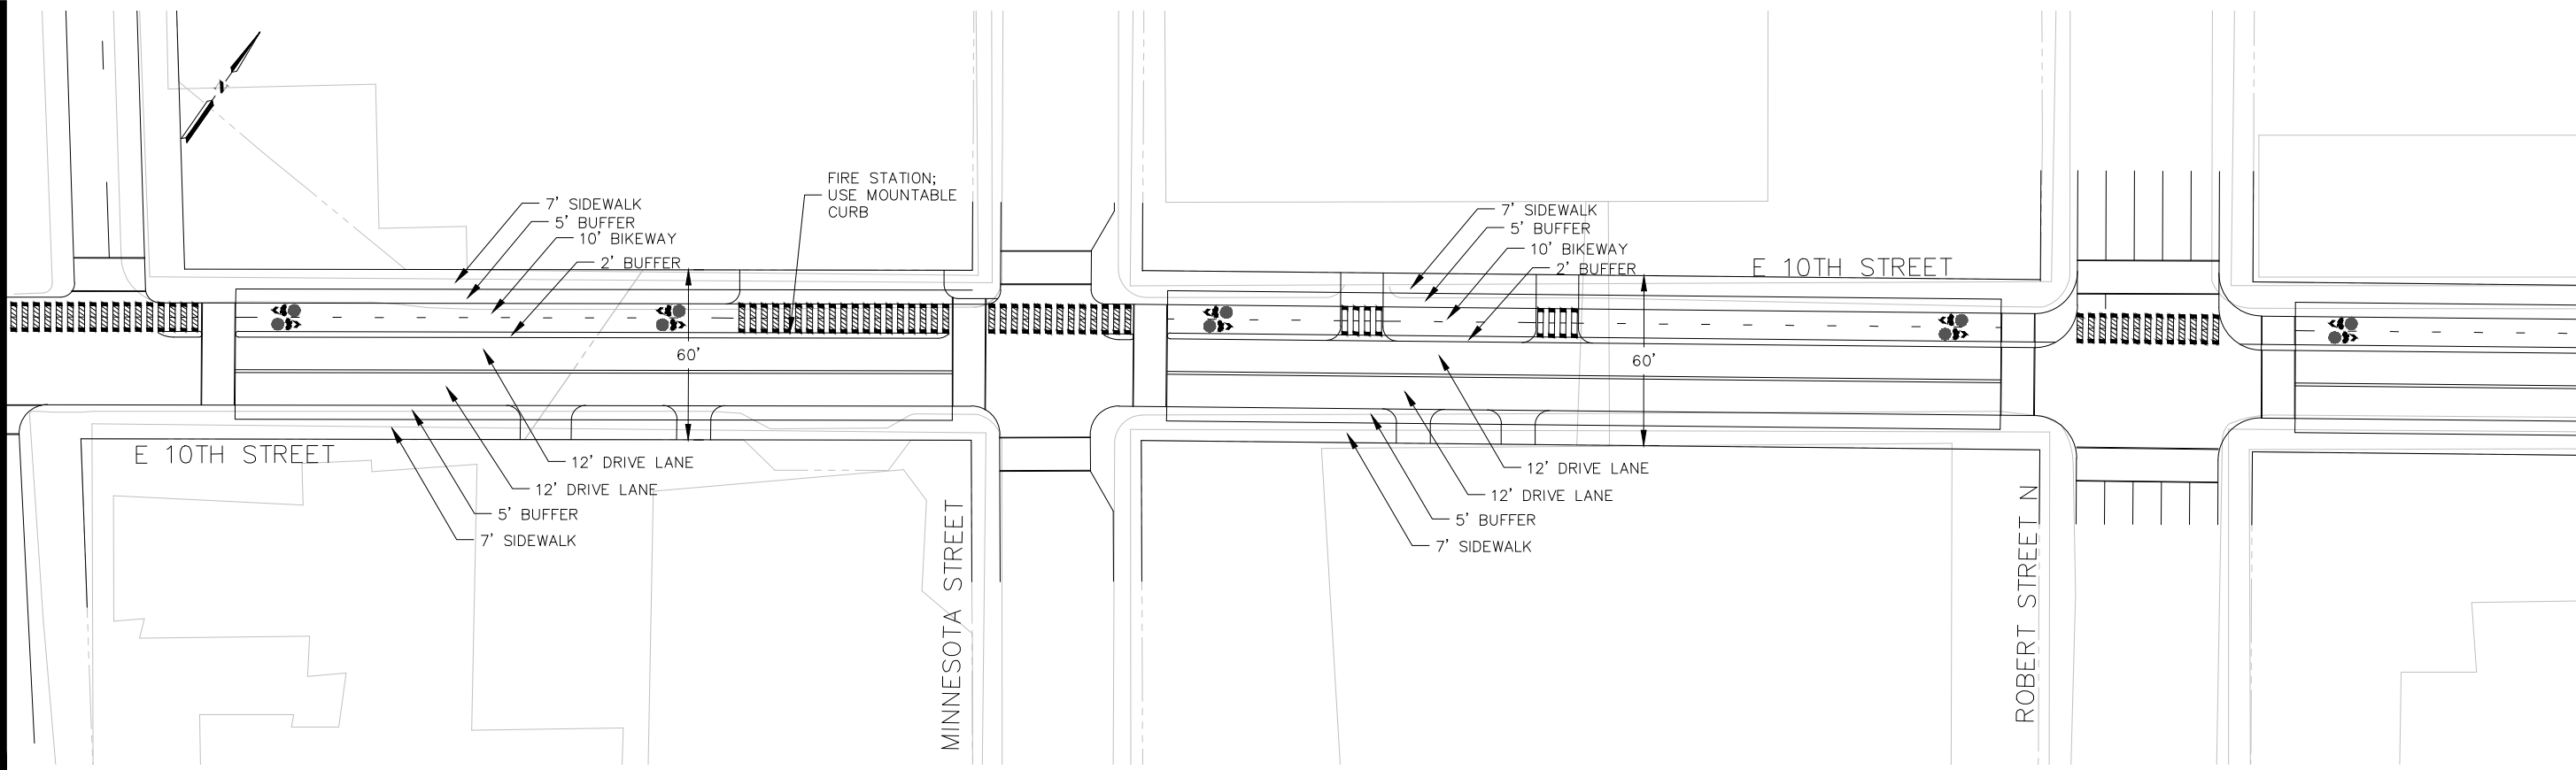 FIRE STATION;
USE MOUNTABLE
CURB
7' SIDEWALK
5' BUFFER
10' BIKEWAY
2' BUFFER
60'
E 10TH STREET
12' DRIVE LANE
12' DRIVE LANE
5' BUFFER
7' SIDEWALK
MINNESOTA STREET
7' SIDEWALK
5' BUFFER
10' BIKEWAY
2' BUFFER
E 10TH STREET
60'
12' DRIVE LANE
12' DRIVE LANE
5' BUFFER
7' SIDEWALK
ROBERT STREET N